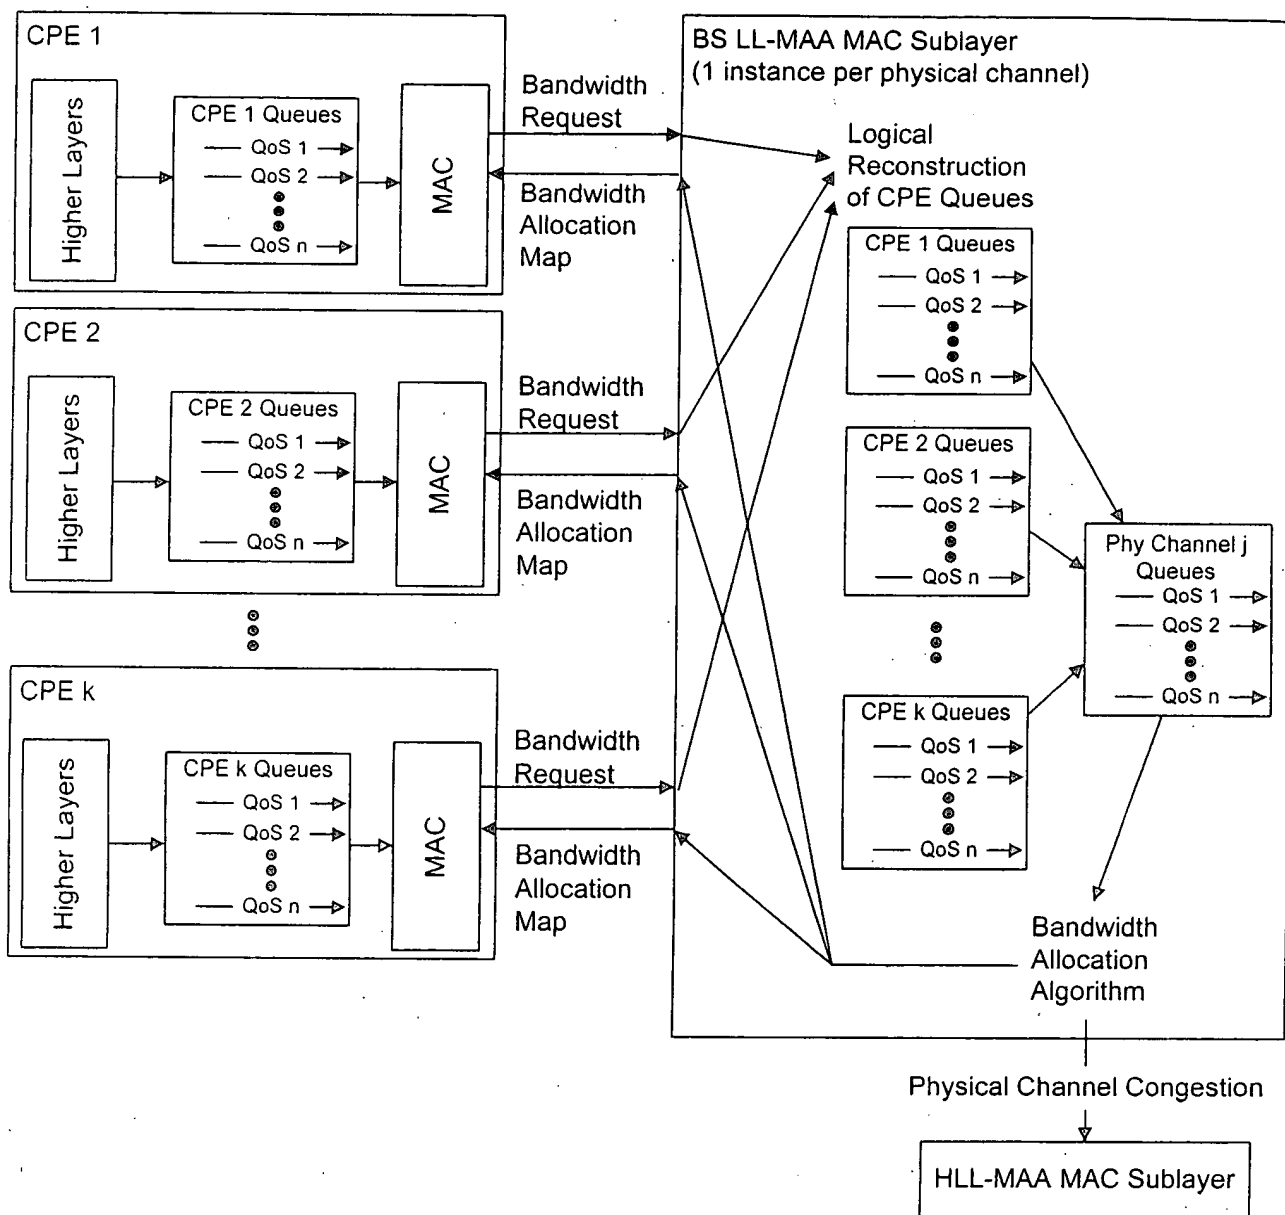 CPE 1
Higher Layers
CPE 1 Queues
QoS 1
QoS 2
QoS n
MAC
Bandwidth
Request
Bandwidth
Allocation
Map
CPE 2
Higher Layers
CPE 2 Queues
QoS 1
QoS 2
QoS n
MAC
Bandwidth
Request
Bandwidth
Allocation
Map
CPE k
Higher Layers
CPE k Queues
QoS 1
QoS 2
QoS n
MAC
Bandwidth
Request
Bandwidth
Allocation
Map
BS LL-MAA MAC Sublayer
(1 instance per physical channel)
Logical
Reconstruction
of CPE Queues
CPE 1 Queues
QoS 1
QoS 2
QoS n
CPE 2 Queues
QoS 1
QoS 2
QoS n
CPE k Queues
QoS 1
QoS 2
QoS n
Phy Channel j
Queues
QoS 1
QoS 2
QoS n
Bandwidth
Allocation
Algorithm
Physical Channel Congestion
HLL-MAA MAC Sublayer